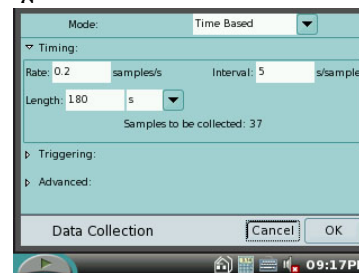 Mode: Time Based
Timing:
Rate: 0.2 samples/s Interval: 5 s/sample
Length: 180 s
Samples to be collected: 37
Triggering:
Advanced:
Data Collection Cancel OK
09:17P